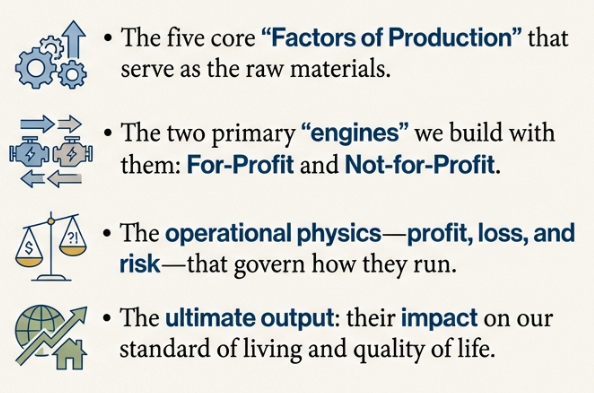 • The five core “Factors of Production” that
serve as the raw materials.
• The two primary “engines” we build with
them: For-Profit and Not-for-Profit.
$
?!
• The operational physics—profit, loss, and
risk—that govern how they run.
• The ultimate output: their impact on our
standard of living and quality of life.